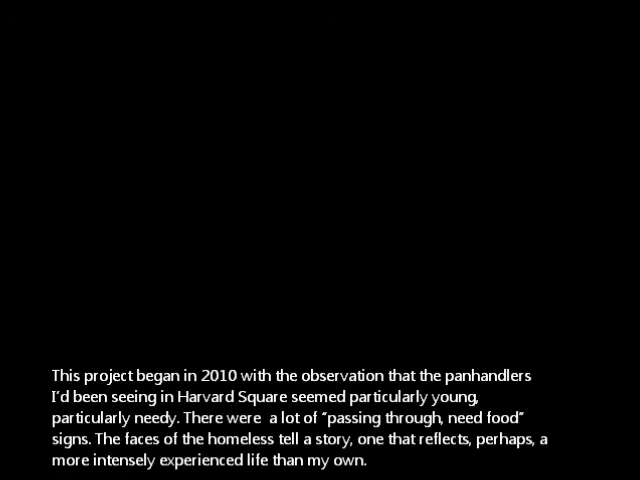 This project began in 2010 with the observation that the panhandlers
I'd been seeing in Harvard Square seemed particularly young,
particularly needy. There were  a lot of “passing through, need food”
signs. The faces of the homeless tell a story, one that reflects, perhaps, a
more intensely experienced life than my own.